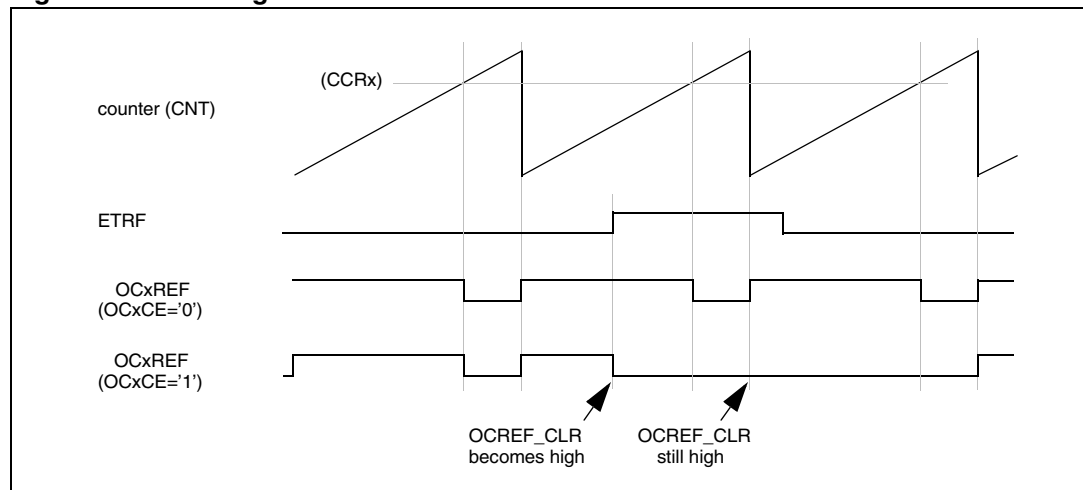 (CCRx)
counter (CNT)
ETRF
OCxREF
(OCxCE='0')
OCxREF
(OCxCE='1')
OCREF_CLR
becomes high
OCREF_CLR
still high